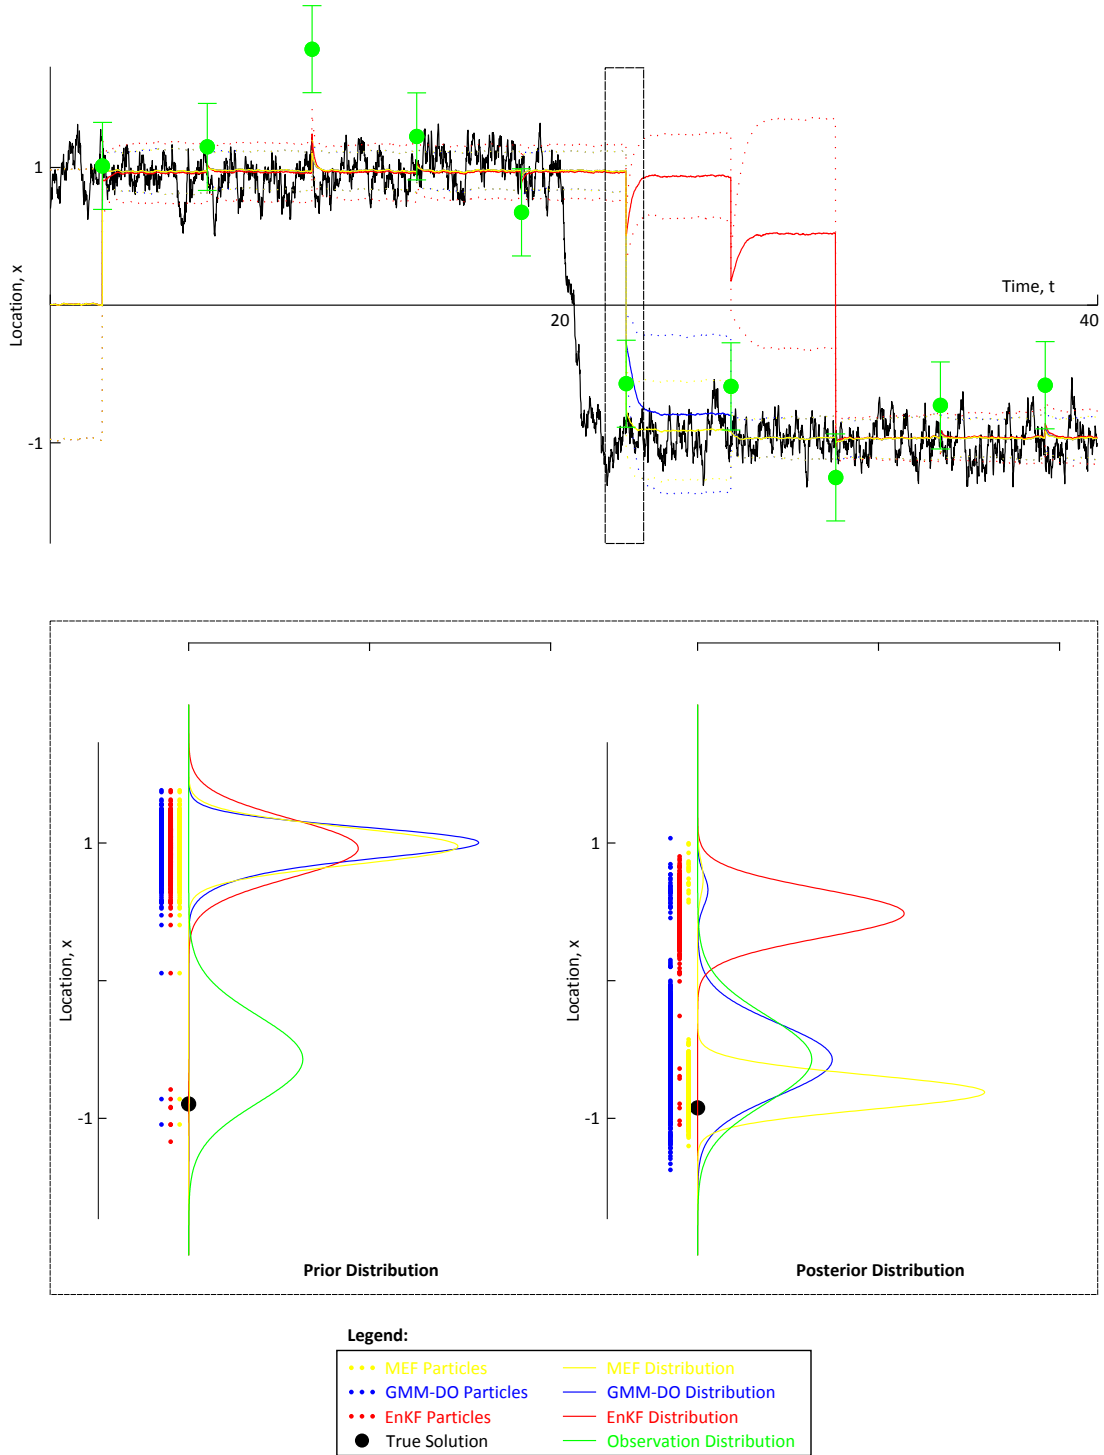 1
Location, x
Time, t
20
40
-1
1
Location, x
-1
Prior Distribution
1
Location, x
-1
Posterior Distribution
Legend:
MEF Particles
MEF Distribution
GMM-DO Particles
GMM-DO Distribution
EnKF Particles
EnKF Distribution
True Solution
Observation Distribution